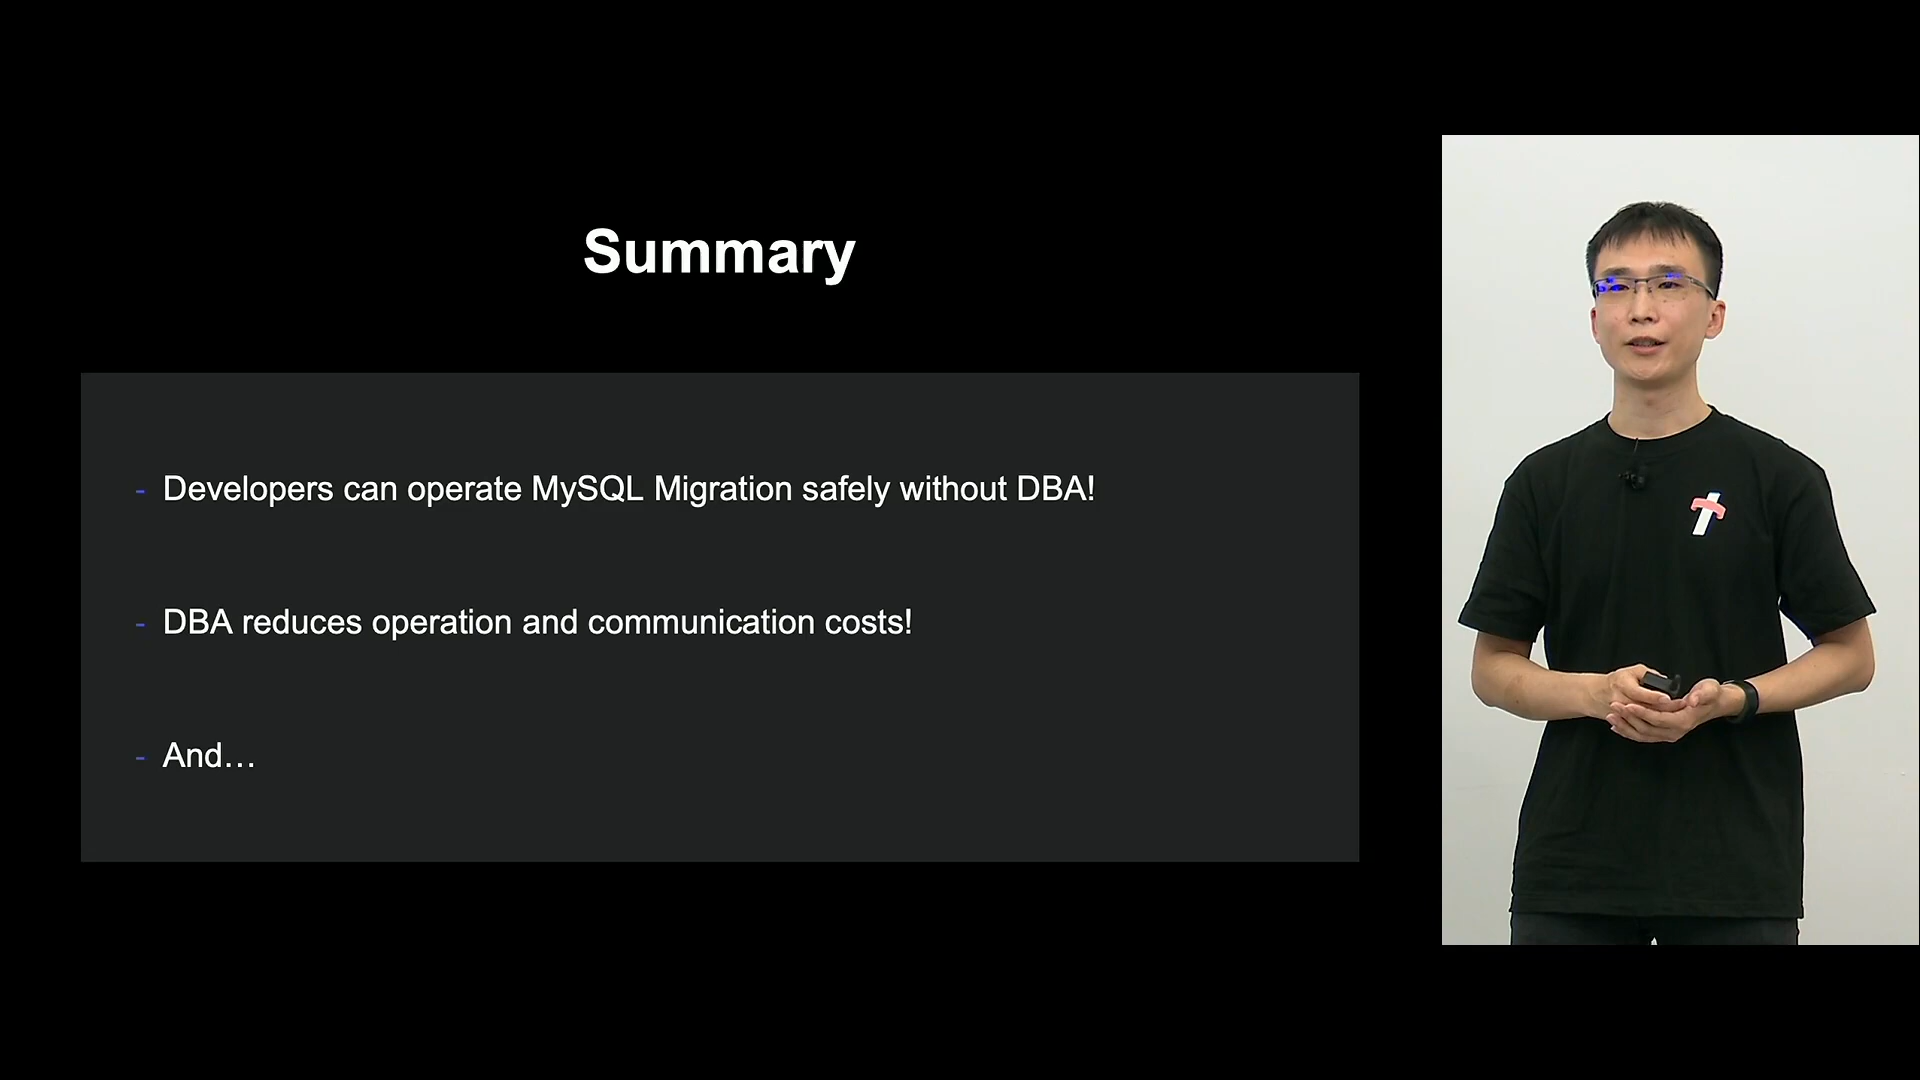 Summary
- Developers can operate MySQL Migration safely without DBA!
- DBA reduces operation and communication costs!
- And…